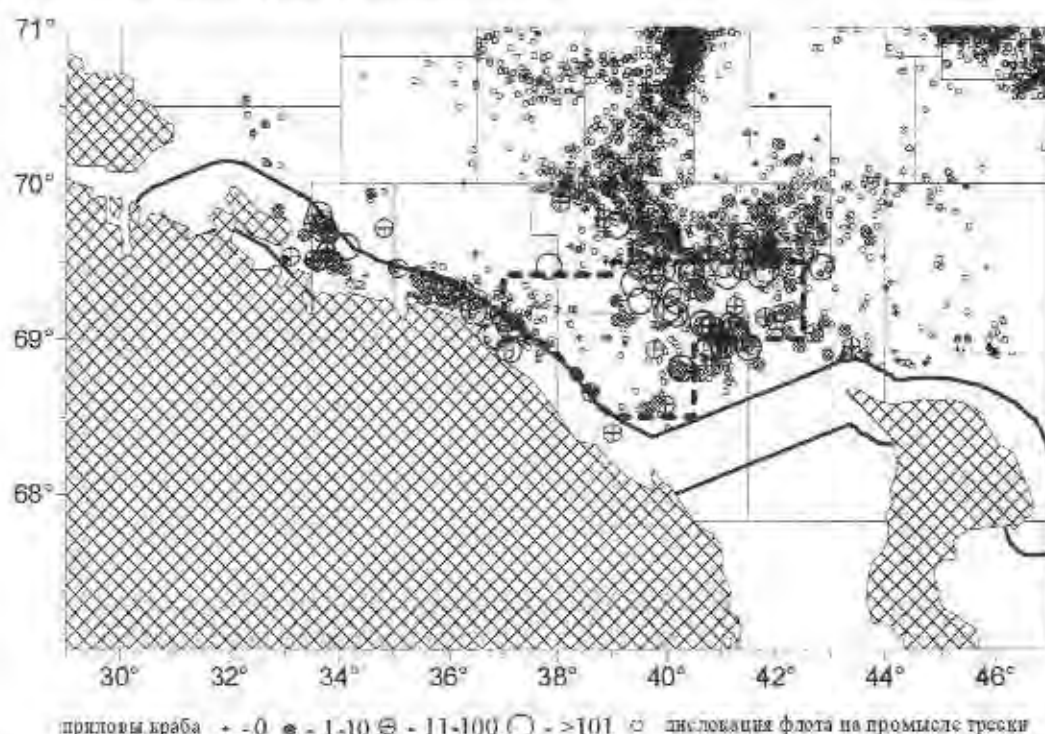 71°
70°
69°
68°
30° 32° 34° 36° 38° 40° 42° 44° 46°
приловы краба + - 0 - 1-10 ⊕ - 11-100 ◯ - >101 ○ дислокация флота на промысле трески